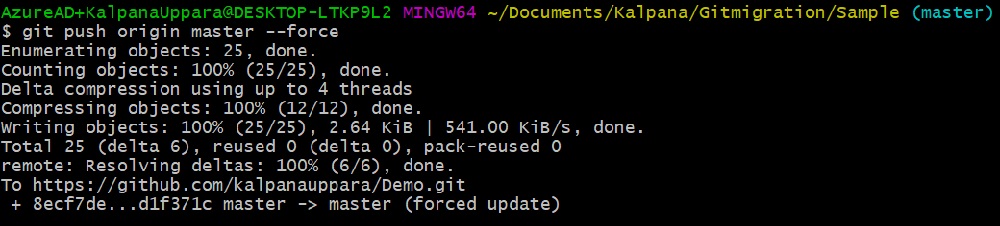 AzureAD+KalpanaUppara@DESKTOP-LTKP9L2 MINGW64 ~/Documents/Kalpana/Gitmigration/Sample (master)
$ git push origin master --force
Enumerating objects: 25, done.
Counting objects: 100% (25/25), done.
Delta compression using up to 4 threads
Compressing objects: 100% (12/12), done.
Writing objects: 100% (25/25), 2.64 KiB | 541.00 KiB/s, done.
Total 25 (delta 6), reused 0 (delta 0), pack-reused 0
remote: Resolving deltas: 100% (6/6), done.
To https://github.com/kalpanauppara/Demo.git
 + 8ecf7de...d1f371c master -> master (forced update)